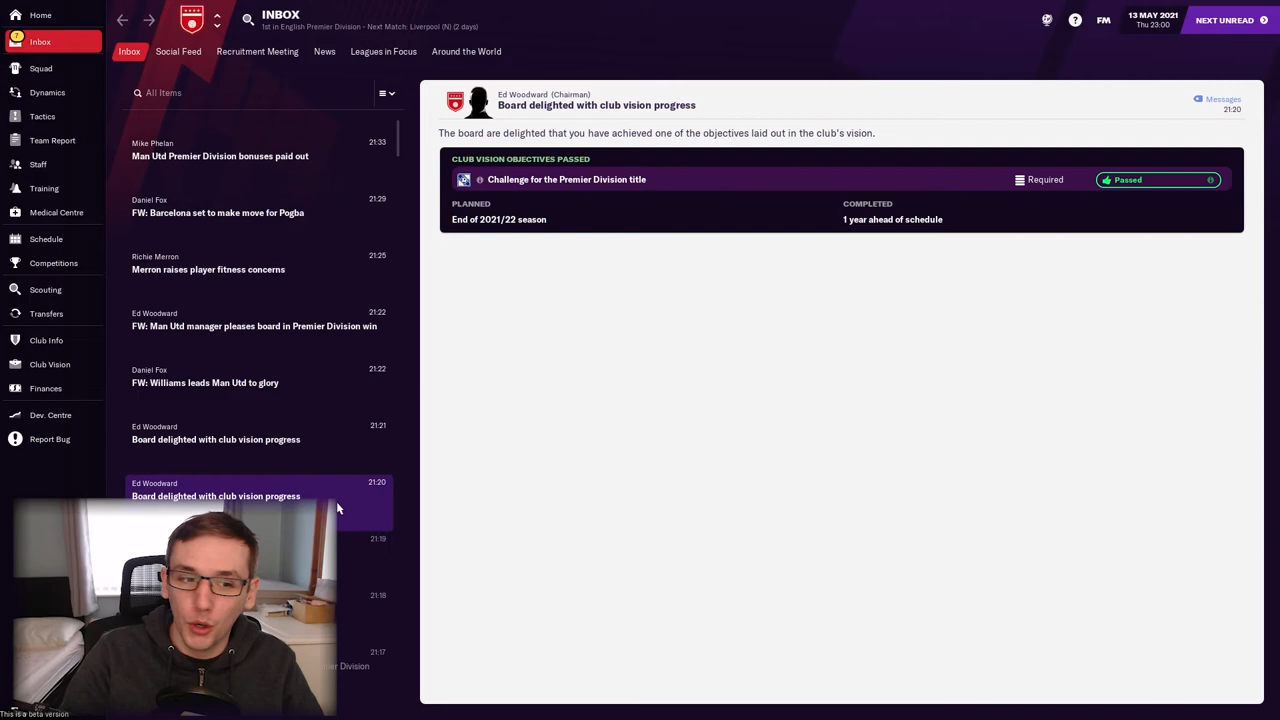 Home
7
Inbox
Squad
Dynamics
Tactics
Team Report
Staff
Training
Medical Centre
Schedule
Competitions
Scouting
Transfers
Club Info
Club Vision
Finances
Dev. Centre
Report Bug
This is a beta version
INBOX
1st in English Premier Division - Next Match: Liverpool (N) (2 days)
?
FM
13 MAY 2021
Thu 23:00
NEXT UNREAD
Inbox
Social Feed
Recruitment Meeting
News
Leagues in Focus
Around the World
All Items
Mike Phelan 21:33
Man Utd Premier Division bonuses paid out
Daniel Fox 21:29
FW: Barcelona set to make move for Pogba
Richie Merron 21:25
Merron raises player fitness concerns
Ed Woodward 21:22
FW: Man Utd manager pleases board in Premier Division win
Daniel Fox 21:22
FW: Williams leads Man Utd to glory
Ed Woodward 21:21
Board delighted with club vision progress
Ed Woodward 21:20
Board delighted with club vision progress
21:19
21:18
21:17
Division
Ed Woodward (Chairman)
Board delighted with club vision progress
Messages
21:20
The board are delighted that you have achieved one of the objectives laid out in the club's vision.
CLUB VISION OBJECTIVES PASSED
Challenge for the Premier Division title Required Passed
PLANNED COMPLETED
End of 2021/22 season 1 year ahead of schedule